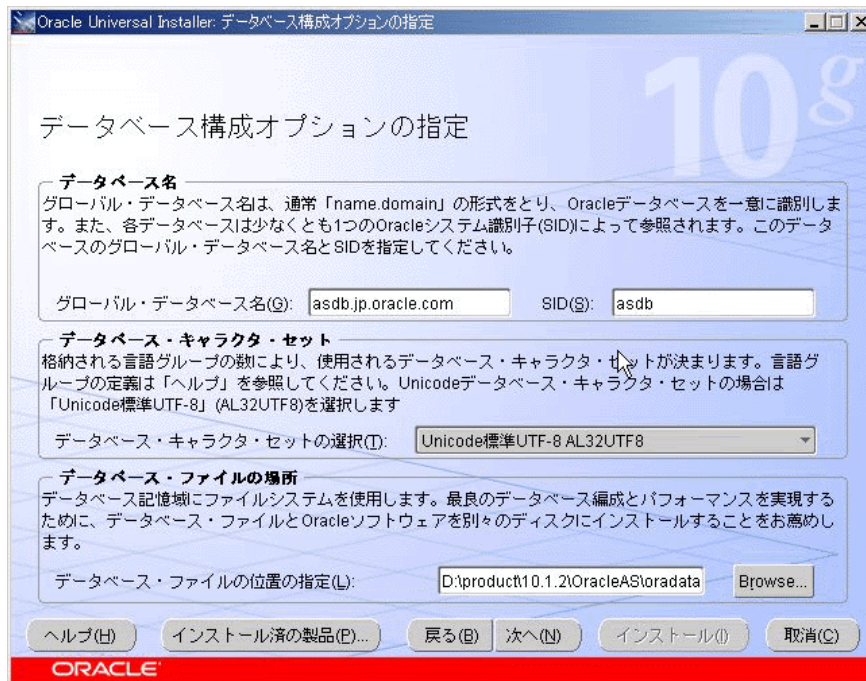 Oracle Universal Installer: データベース構成オプションの指定
10g
データベース構成オプションの指定
データベース名
グローバル・データベース名は、通常「name.domain」の形式をとり、Oracleデータベースを一意に識別しま
す。また、各データベースは少なくとも1つのOracleシステム識別子(SID)によって参照されます。このデータ
ベースのグローバル・データベース名とSIDを指定してください。
グローバル・データベース名(G): asdb.jp.oracle.com SID(S): asdb
データベース・キャラクタ・セット
格納される言語グループの数により、使用されるデータベース・キャラクタ・セットが決まります。言語グ
ループの定義は「ヘルプ」を参照してください。Unicodeデータベース・キャラクタ・セットの場合は
「Unicode標準UTF-8」(AL32UTF8)を選択します
データベース・キャラクタ・セットの選択(T): Unicode標準UTF-8 AL32UTF8
データベース・ファイルの場所
データベース記憶域にファイルシステムを使用します。最良のデータベース編成とパフォーマンスを実現する
ために、データベース・ファイルとOracleソフトウェアを別々のディスクにインストールすることをお薦めし
ます。
データベース・ファイルの位置の指定(L): D:\product\10.1.2\OracleAS\oradata Browse...
ヘルプ(H) インストール済の製品(P)... 戻る(B) 次へ(N) インストール(I) 取消(C)
ORACLE